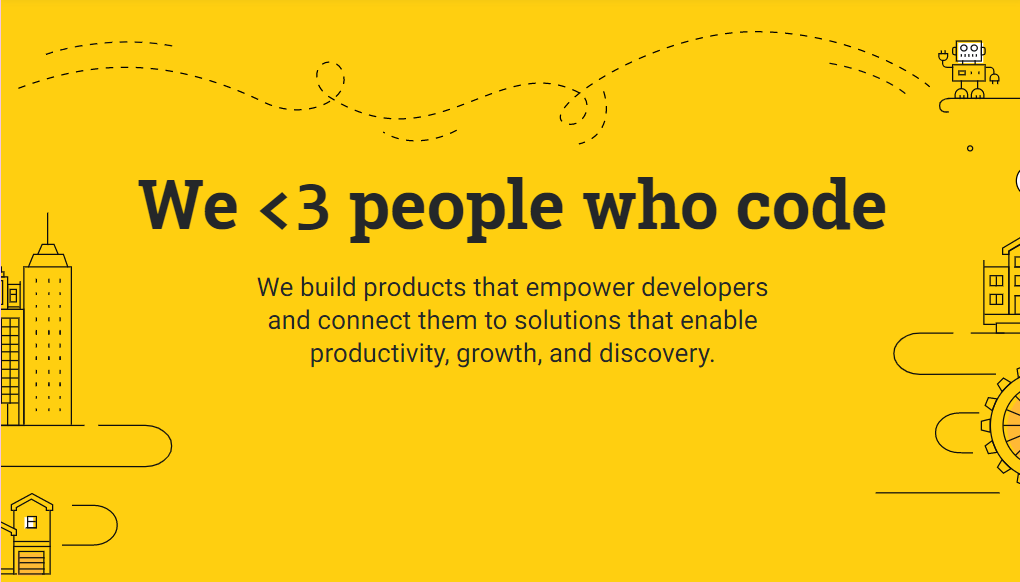 We <3 people who code
We build products that empower developers
and connect them to solutions that enable
productivity, growth, and discovery.